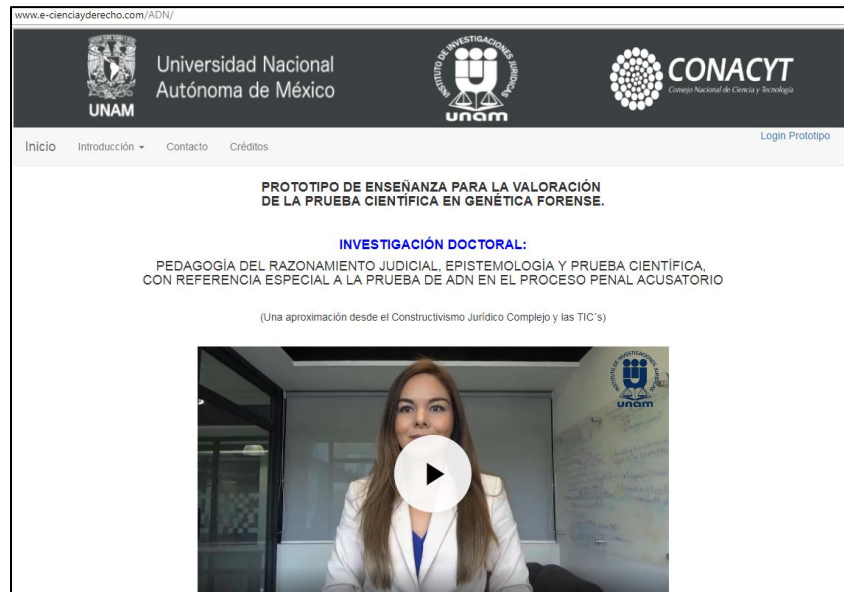 www.e-cienciayderecho.com/ADN/
UNAM
Universidad Nacional
Autónoma de México
INSTITUTO DE INVESTIGACIONES JURÍDICAS
unam
CONACYT
Consejo Nacional de Ciencia y Tecnología
Inicio Introducción Contacto Créditos
Login Prototipo
PROTOTIPO DE ENSEÑANZA PARA LA VALORACIÓN
DE LA PRUEBA CIENTÍFICA EN GENÉTICA FORENSE.
INVESTIGACIÓN DOCTORAL:
PEDAGOGÍA DEL RAZONAMIENTO JUDICIAL, EPISTEMOLOGÍA Y PRUEBA CIENTÍFICA,
CON REFERENCIA ESPECIAL A LA PRUEBA DE ADN EN EL PROCESO PENAL ACUSATORIO
(Una aproximación desde el Constructivismo Jurídico Complejo y las TIC´s)
unam